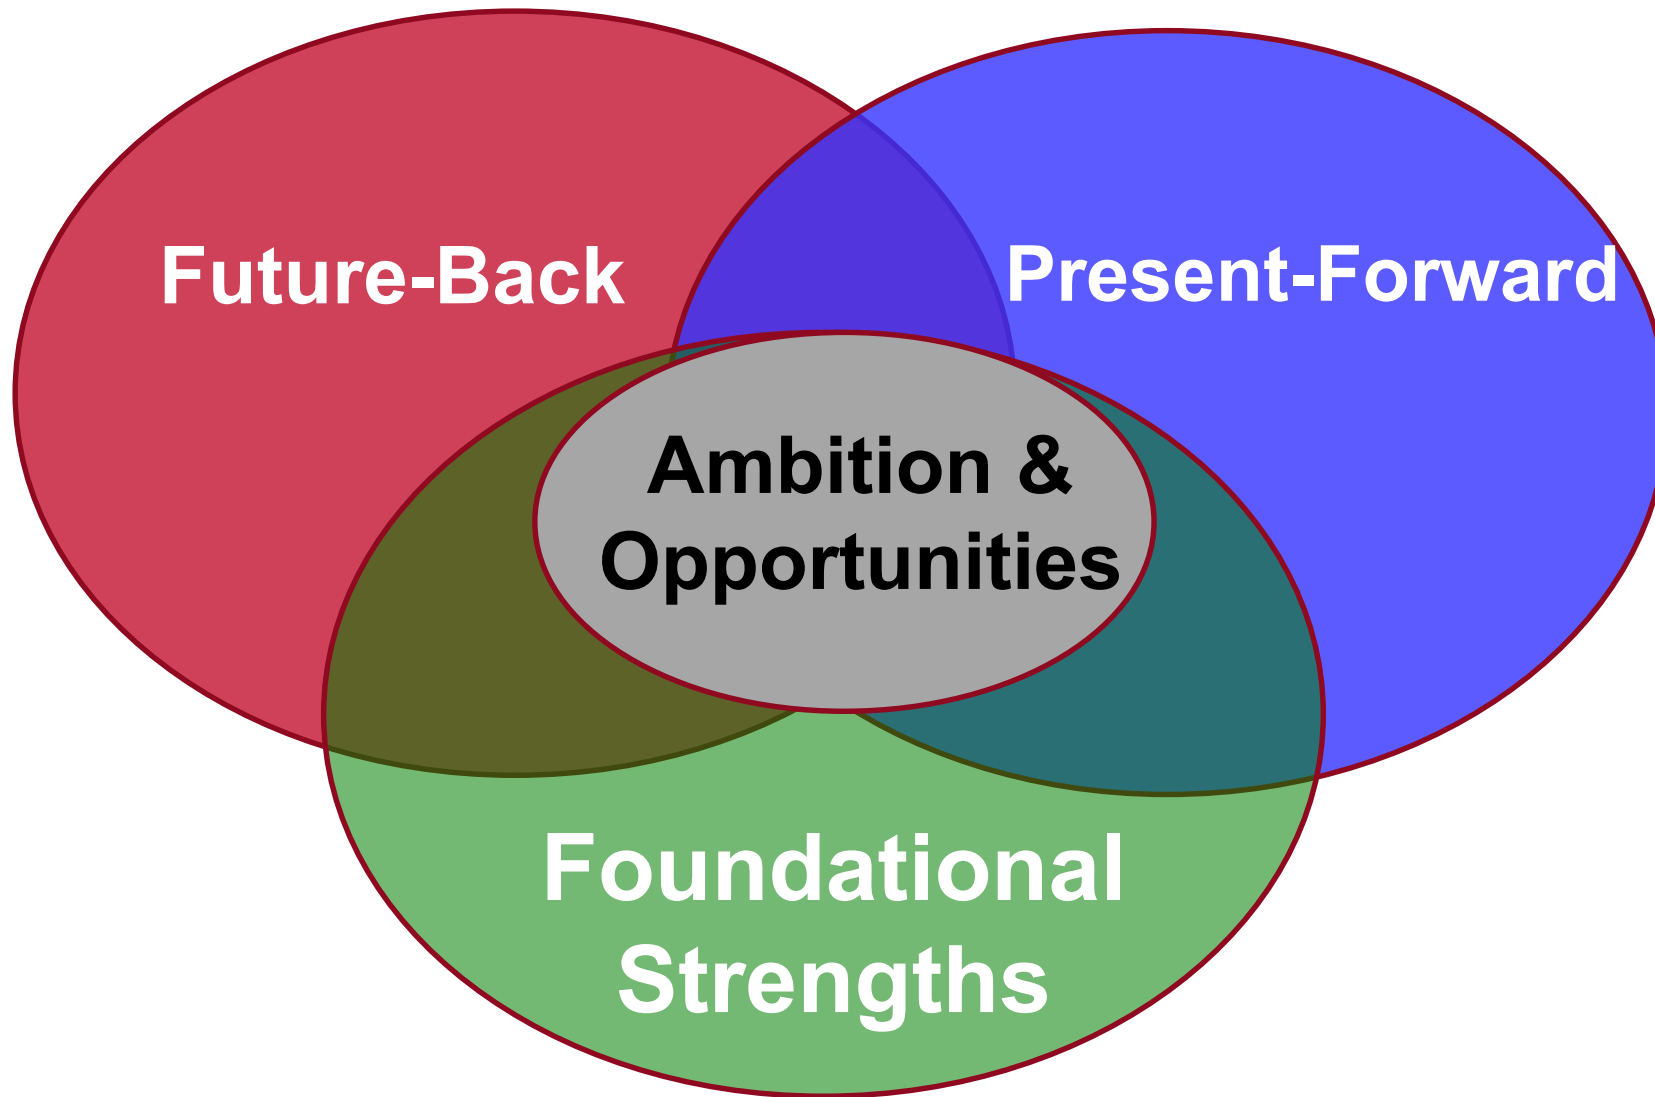 Future-Back
Present-Forward
Ambition &
Opportunities
Foundational
Strengths